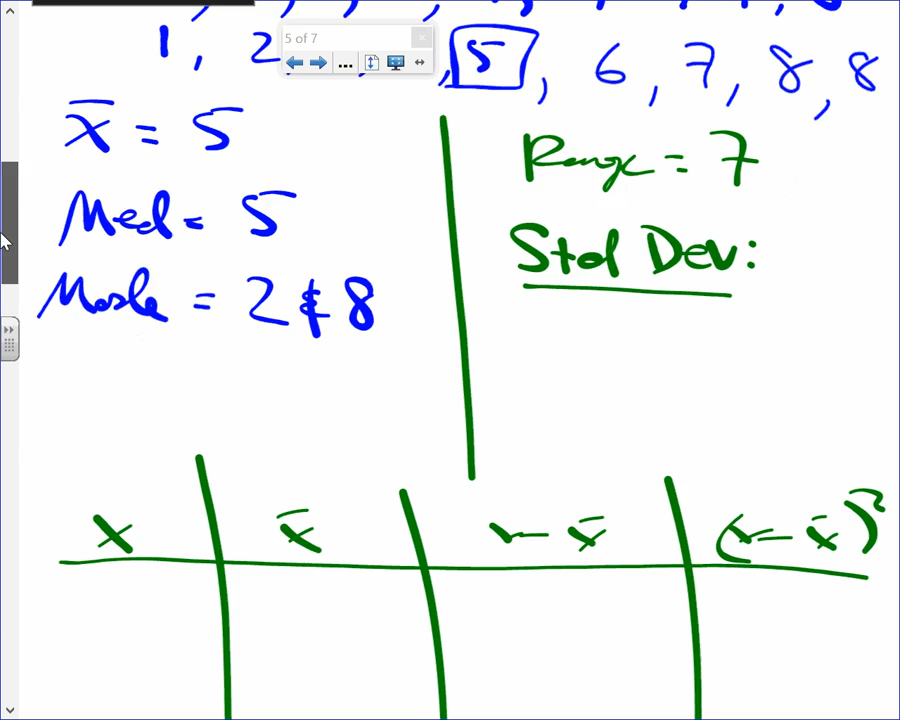 5 of 7
1, 2, , 5, 6, 7, 8, 8
x̄ = 5
Med = 5
Mode = 2 & 8
Range = 7
Std Dev:
x x̄ x - x̄ (x - x̄)²